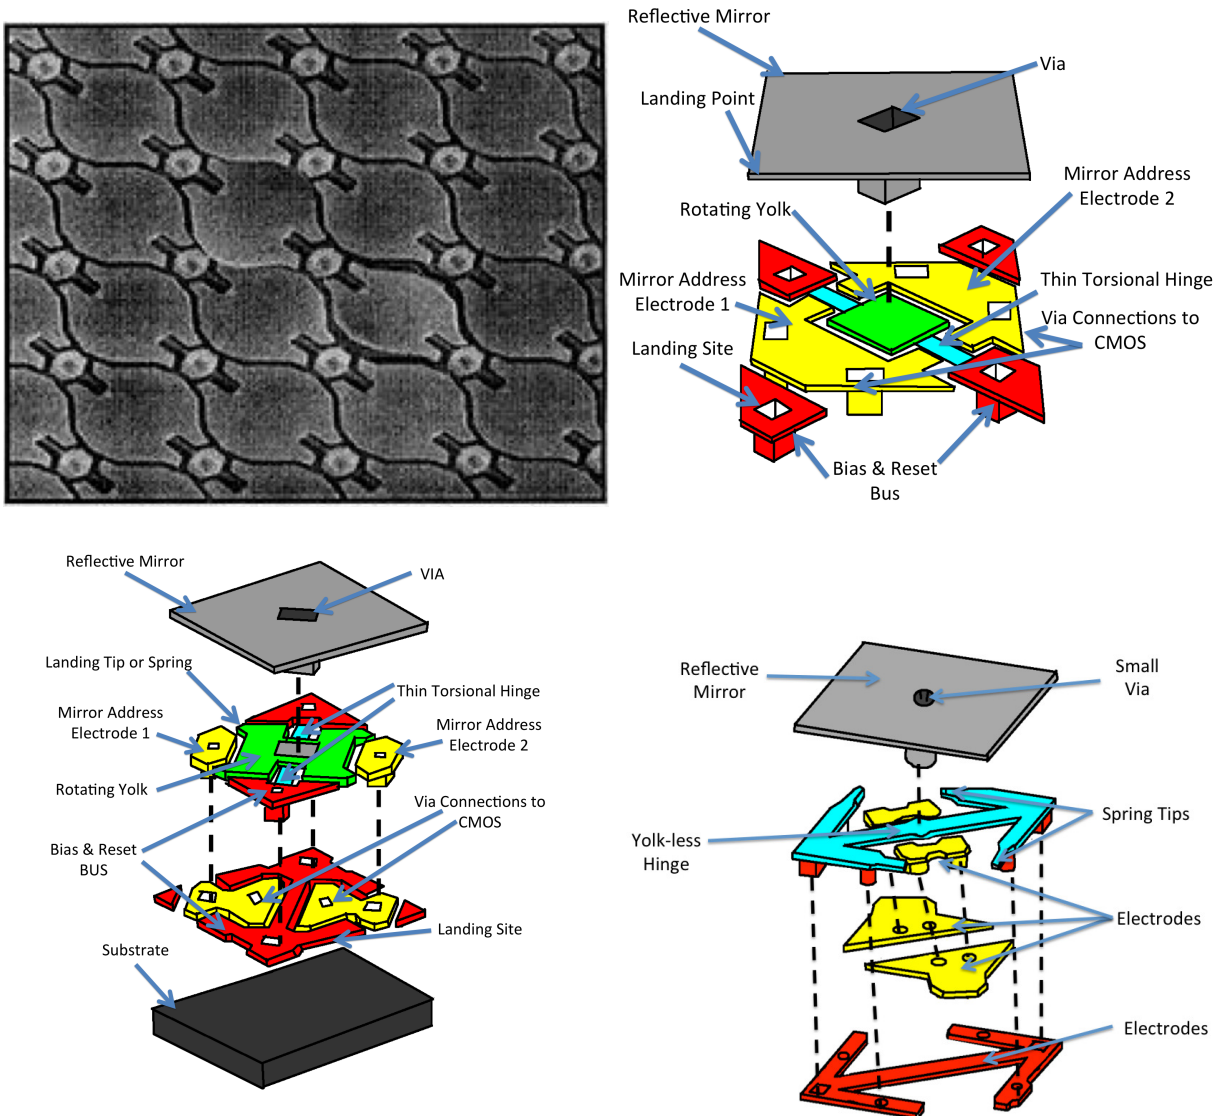 Reflective Mirror
Via
Landing Point
Mirror Address
Electrode 2
Rotating Yolk
Mirror Address
Electrode 1
Thin Torsional Hinge
Via Connections to
CMOS
Landing Site
Bias & Reset
Bus
Reflective Mirror
VIA
Landing Tip or Spring
Thin Torsional Hinge
Mirror Address
Electrode 1
Mirror Address
Electrode 2
Rotating Yolk
Via Connections to
CMOS
Bias & Reset
BUS
Landing Site
Substrate
Reflective
Mirror
Small
Via
Spring Tips
Yolk-less
Hinge
Electrodes
Electrodes